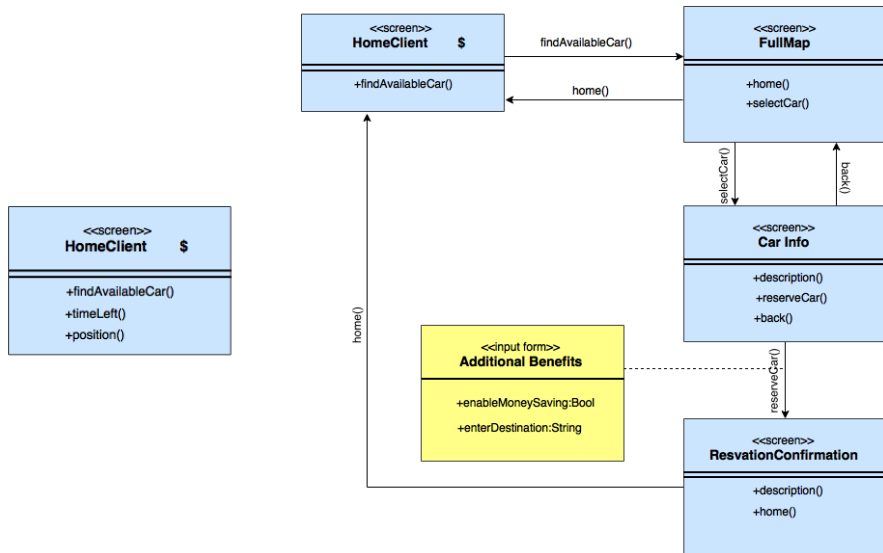 <<screen>>
HomeClient $
+findAvailableCar()
findAvailableCar()
home()
<<screen>>
FullMap
+home()
+selectCar()
selectCar()
back()
<<screen>>
HomeClient $
+findAvailableCar()
+timeLeft()
+position()
<<screen>>
Car Info
+description()
+reserveCar()
+back()
home()
<<input form>>
Additional Benefits
+enableMoneySaving:Bool
+enterDestination:String
reserveCar()
<<screen>>
ResvationConfirmation
+description()
+home()